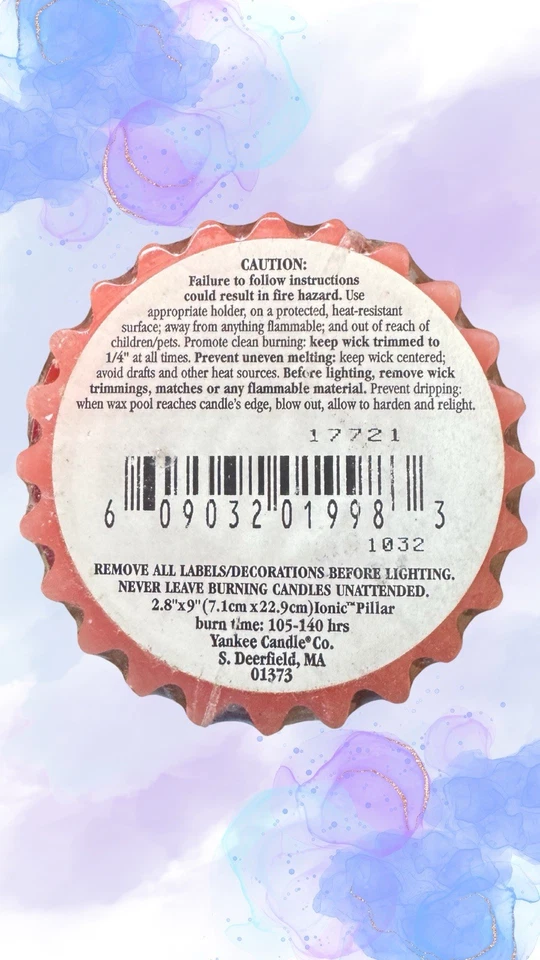 CAUTION:
Failure to follow instructions
could result in fire hazard. Use
appropriate holder, on a protected, heat-resistant
surface; away from anything flammable; and out of reach of
children/pets. Promote clean burning: keep wick trimmed to
1/4" at all times. Prevent uneven melting: keep wick centered;
avoid drafts and other heat sources. Before lighting, remove wick
trimmings, matches or any flammable material. Prevent dripping:
when wax pool reaches candle's edge, blow out, allow to harden and relight.
17721
6 09032 01998 3
1032
REMOVE ALL LABELS/DECORATIONS BEFORE LIGHTING.
NEVER LEAVE BURNING CANDLES UNATTENDED.
2.8"x9"(7.1cm x22.9cm)Ionic™Pillar
burn time: 105-140 hrs
Yankee Candle®Co.
S. Deerfield, MA
01373